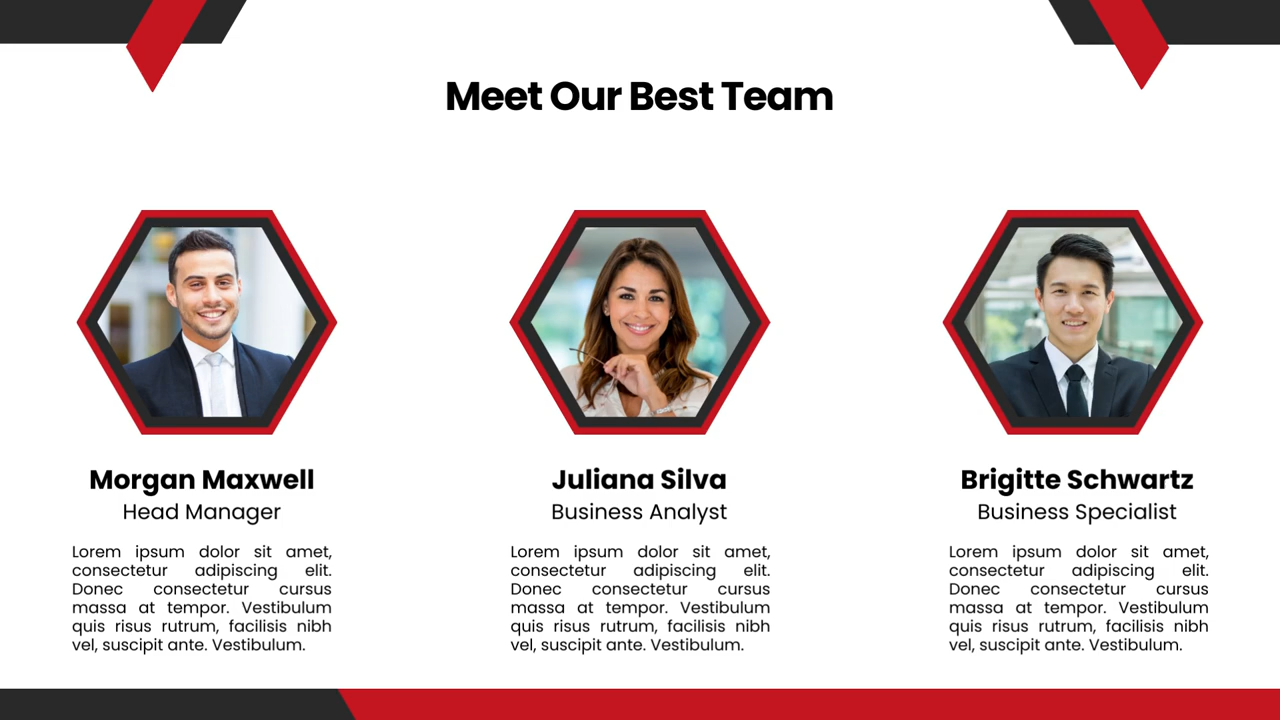 Meet Our Best Team
Morgan Maxwell
Head Manager
Lorem ipsum dolor sit amet,
consectetur adipiscing elit.
Donec consectetur cursus
massa at tempor. Vestibulum
quis risus rutrum, facilisis nibh
vel, suscipit ante. Vestibulum.
Juliana Silva
Business Analyst
Lorem ipsum dolor sit amet,
consectetur adipiscing elit.
Donec consectetur cursus
massa at tempor. Vestibulum
quis risus rutrum, facilisis nibh
vel, suscipit ante. Vestibulum.
Brigitte Schwartz
Business Specialist
Lorem ipsum dolor sit amet,
consectetur adipiscing elit.
Donec consectetur cursus
massa at tempor. Vestibulum
quis risus rutrum, facilisis nibh
vel, suscipit ante. Vestibulum.